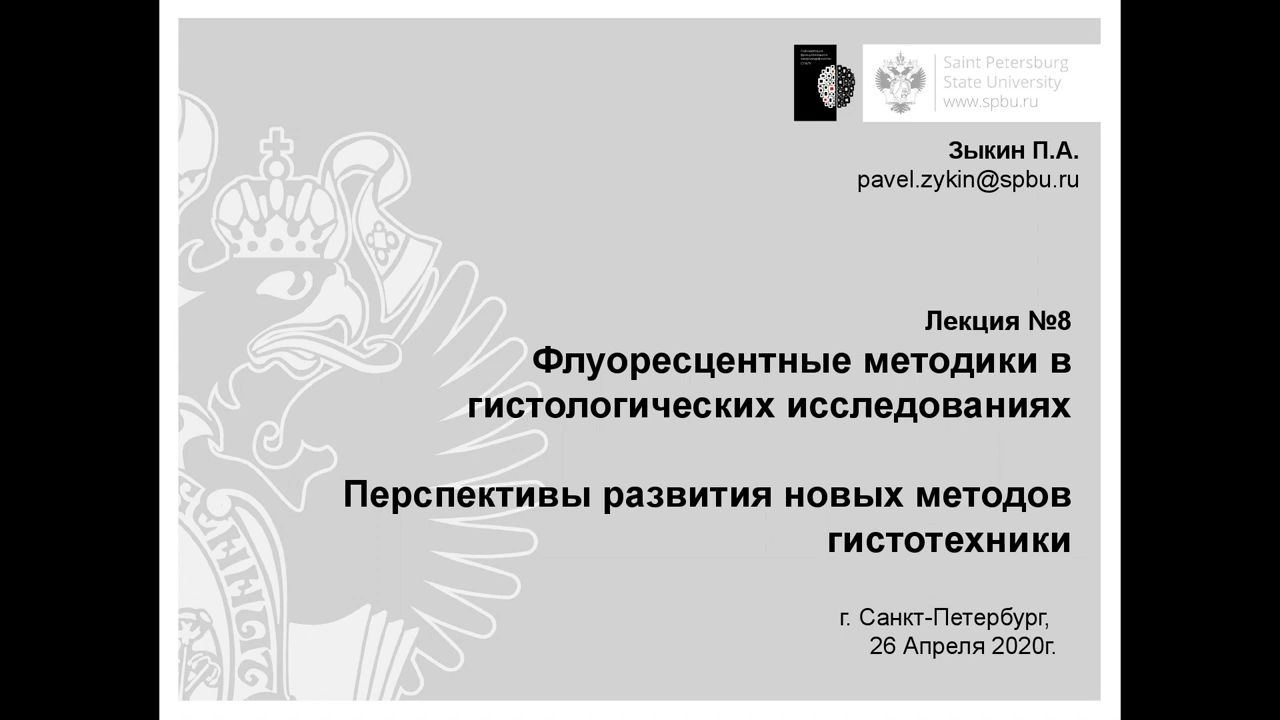 Saint Petersburg
State University
www.spbu.ru
Зыкин П.А.
pavel.zykin@spbu.ru
Лекция №8
Флуоресцентные методики в
гистологических исследованиях
Перспективы развития новых методов
гистотехники
г. Санкт-Петербург,
26 Апреля 2020г.